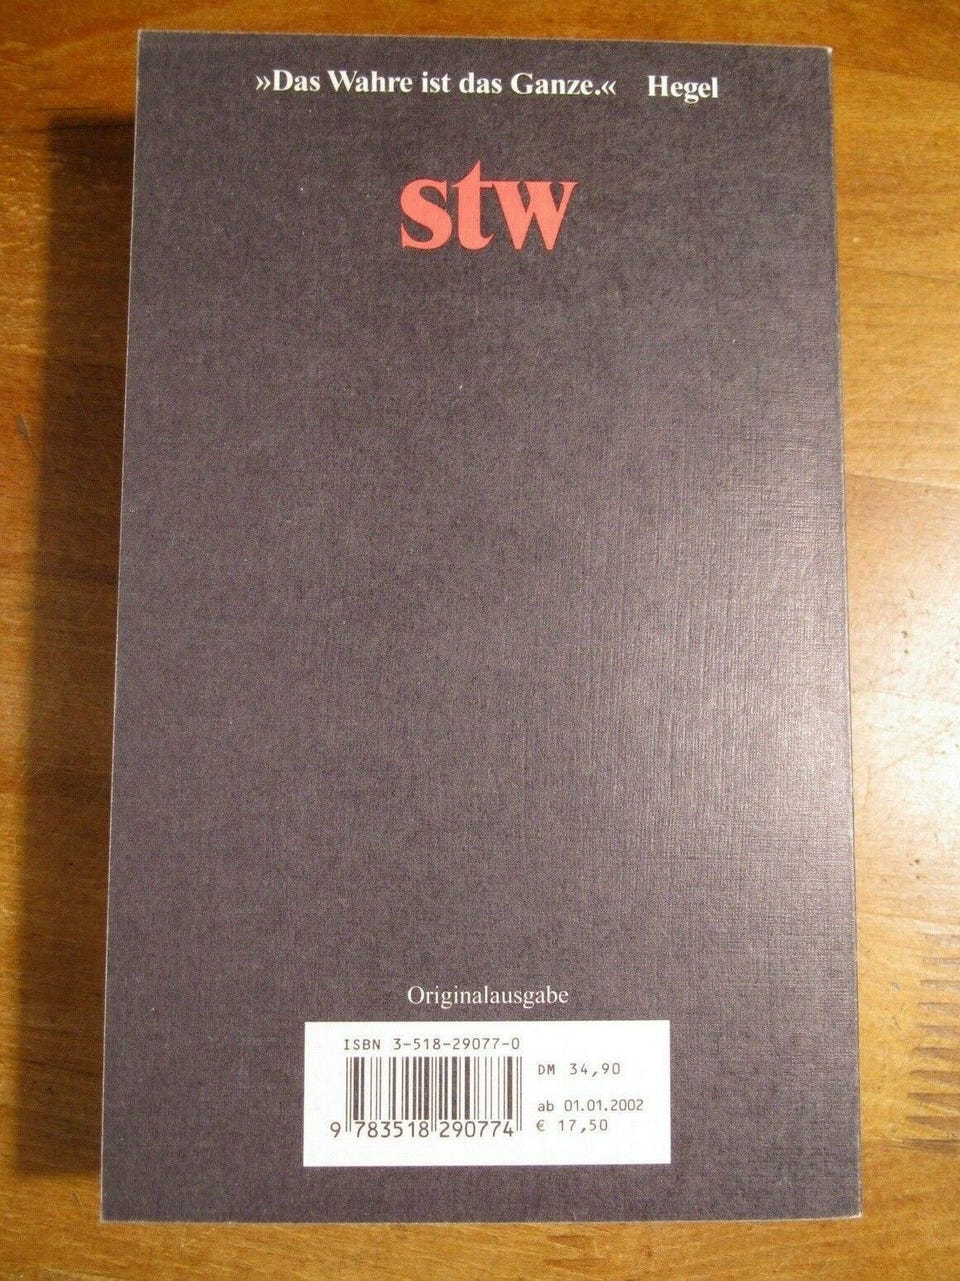 »Das Wahre ist das Ganze.« Hegel
stw
Originalausgabe
ISBN 3-518-29077-0
DM 34,90
ab 01.01.2002
€ 17,50
9 783518 290774